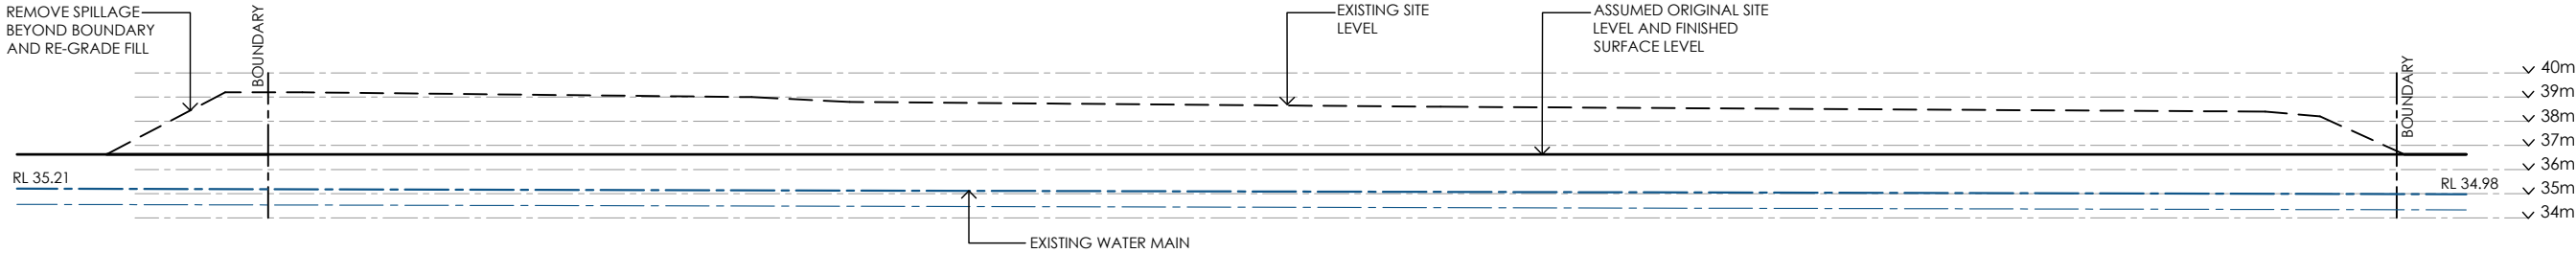 REMOVE SPILLAGE
BEYOND BOUNDARY
AND RE-GRADE FILL
BOUNDARY
EXISTING SITE
LEVEL
ASSUMED ORIGINAL SITE
LEVEL AND FINISHED
SURFACE LEVEL
BOUNDARY
40m
39m
38m
37m
36m
35m
34m
RL 35.21
RL 34.98
EXISTING WATER MAIN